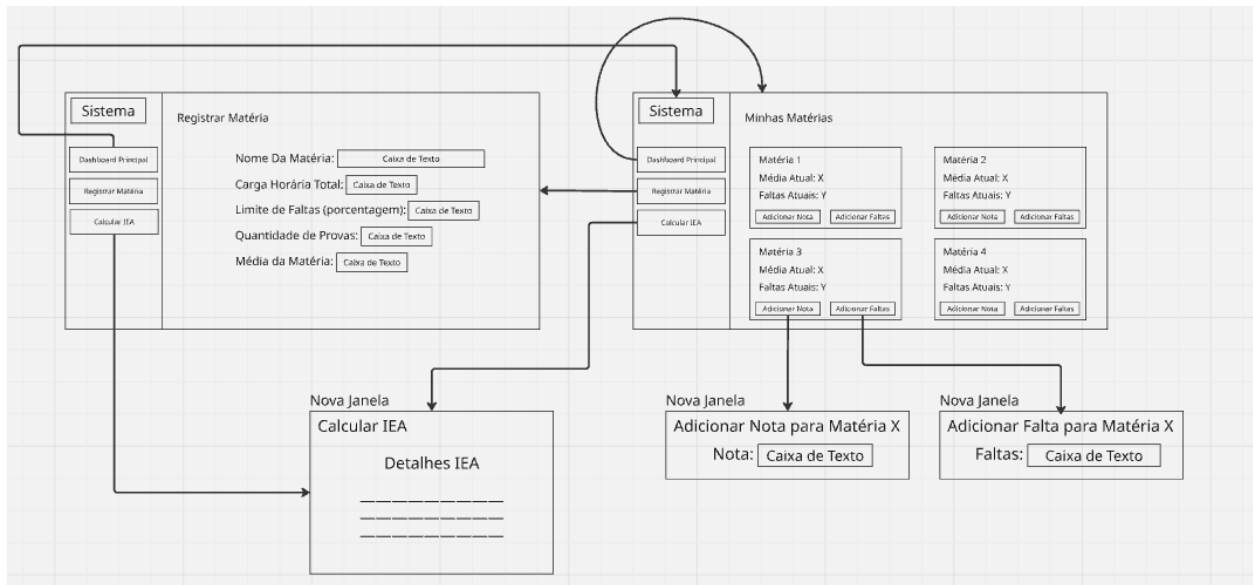 Sistema
Dashboard Principal
Registrar Matéria
Calcular IEA
Registrar Matéria
Nome Da Matéria: Caixa de Texto
Carga Horária Total: Caixa de Texto
Limite de Faltas (porcentagem): Caixa de Texto
Quantidade de Provas: Caixa de Texto
Média da Matéria: Caixa de Texto
Sistema
Dashboard Principal
Registrar Matéria
Calcular IEA
Minhas Matérias
Matéria 1
Média Atual: X
Faltas Atuais: Y
Adicionar Nota Adicionar Faltas
Matéria 2
Média Atual: X
Faltas Atuais: Y
Adicionar Nota Adicionar Faltas
Matéria 3
Média Atual: X
Faltas Atuais: Y
Adicionar Nota Adicionar Faltas
Matéria 4
Média Atual: X
Faltas Atuais: Y
Adicionar Nota Adicionar Faltas
Nova Janela
Calcular IEA
Detalhes IEA
Nova Janela
Adicionar Nota para Matéria X
Nota: Caixa de Texto
Nova Janela
Adicionar Falta para Matéria X
Faltas: Caixa de Texto